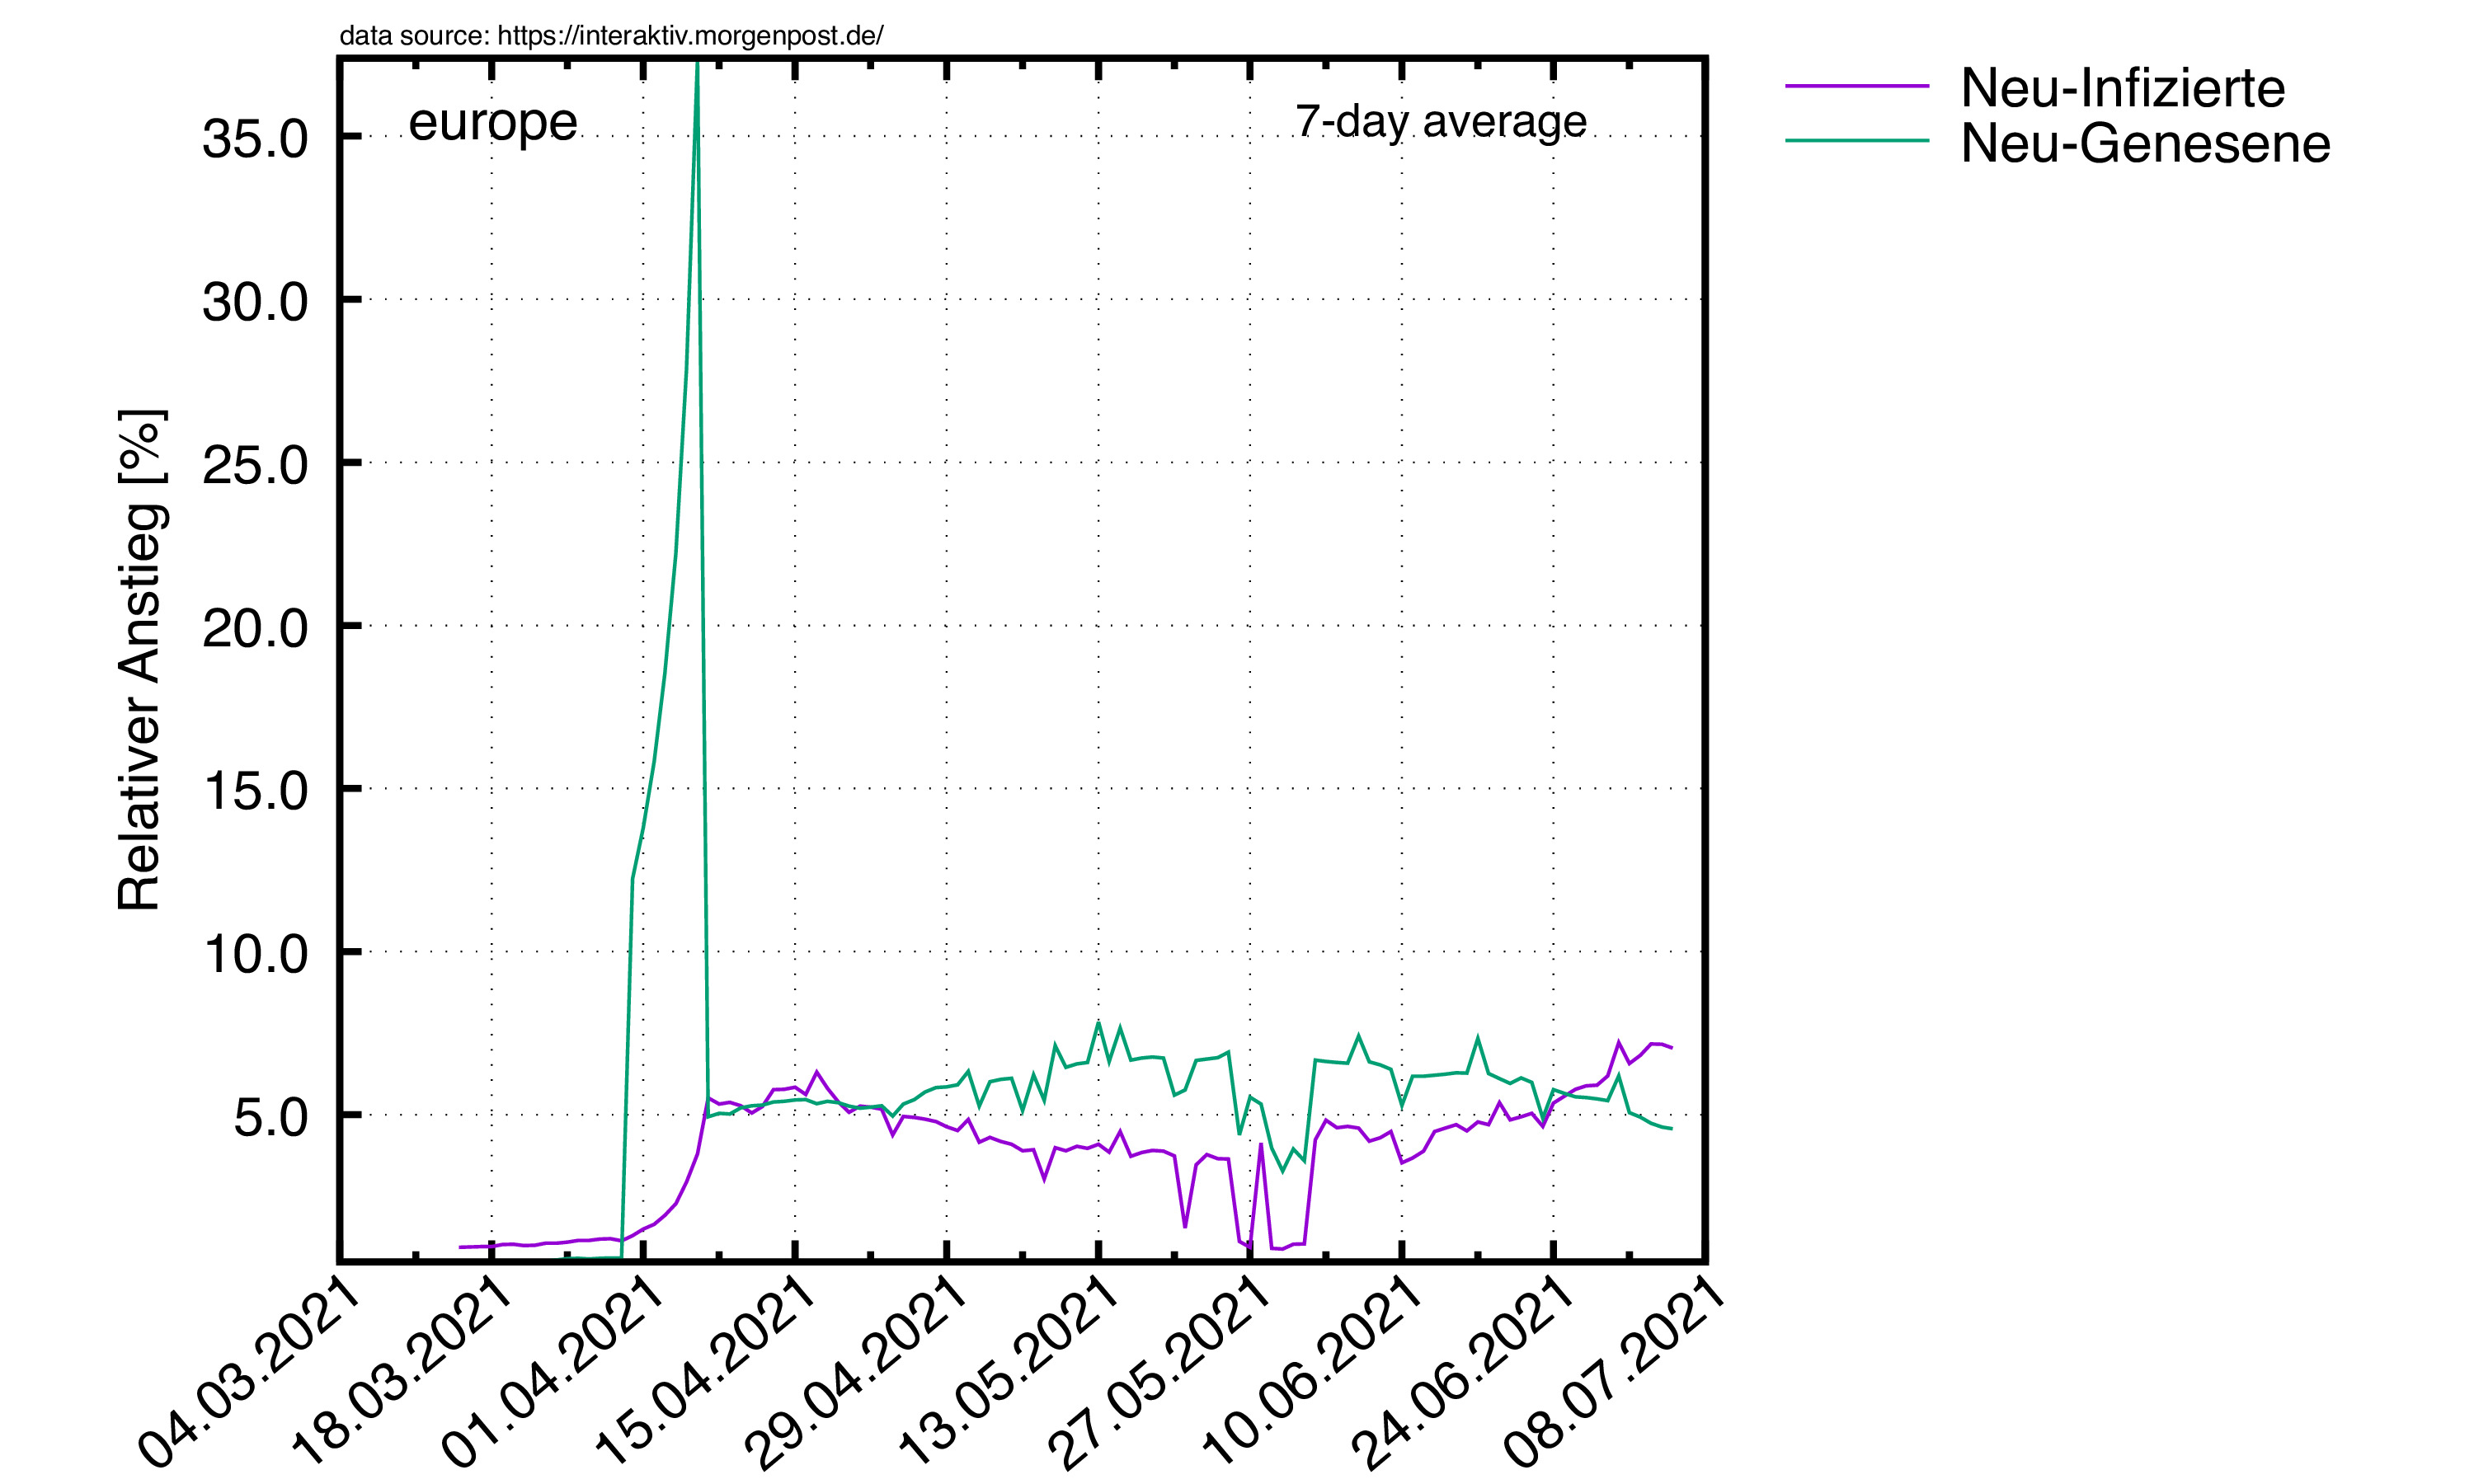 data source: https://interaktiv.morgenpost.de/
europe
7-day average
Neu-Infizierte
Neu-Genesene
Relativer Anstieg [%]
35.0
30.0
25.0
20.0
15.0
10.0
5.0
04.03.2021
18.03.2021
01.04.2021
15.04.2021
29.04.2021
13.05.2021
27.05.2021
10.06.2021
24.06.2021
08.07.2021